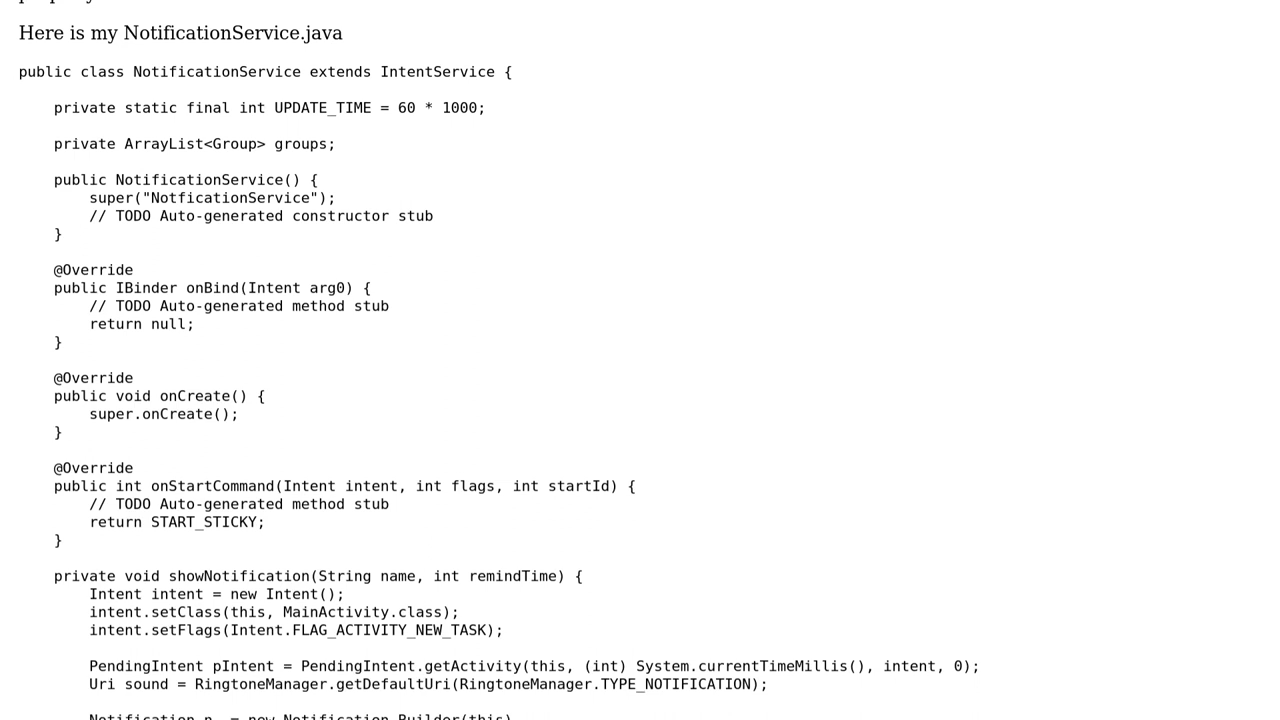 Here is my NotificationService.java
public class NotificationService extends IntentService {
    private static final int UPDATE_TIME = 60 * 1000;
    private ArrayList<Group> groups;
    public NotificationService() {
        super("NotficationService");
        // TODO Auto-generated constructor stub
    }
    @Override
    public IBinder onBind(Intent arg0) {
        // TODO Auto-generated method stub
        return null;
    }
    @Override
    public void onCreate() {
        super.onCreate();
    }
    @Override
    public int onStartCommand(Intent intent, int flags, int startId) {
        // TODO Auto-generated method stub
        return START_STICKY;
    }
    private void showNotification(String name, int remindTime) {
        Intent intent = new Intent();
        intent.setClass(this, MainActivity.class);
        intent.setFlags(Intent.FLAG_ACTIVITY_NEW_TASK);
        PendingIntent pIntent = PendingIntent.getActivity(this, (int) System.currentTimeMillis(), intent, 0);
        Uri sound = RingtoneManager.getDefaultUri(RingtoneManager.TYPE_NOTIFICATION);
        Notification n  = new Notification.Builder(this)